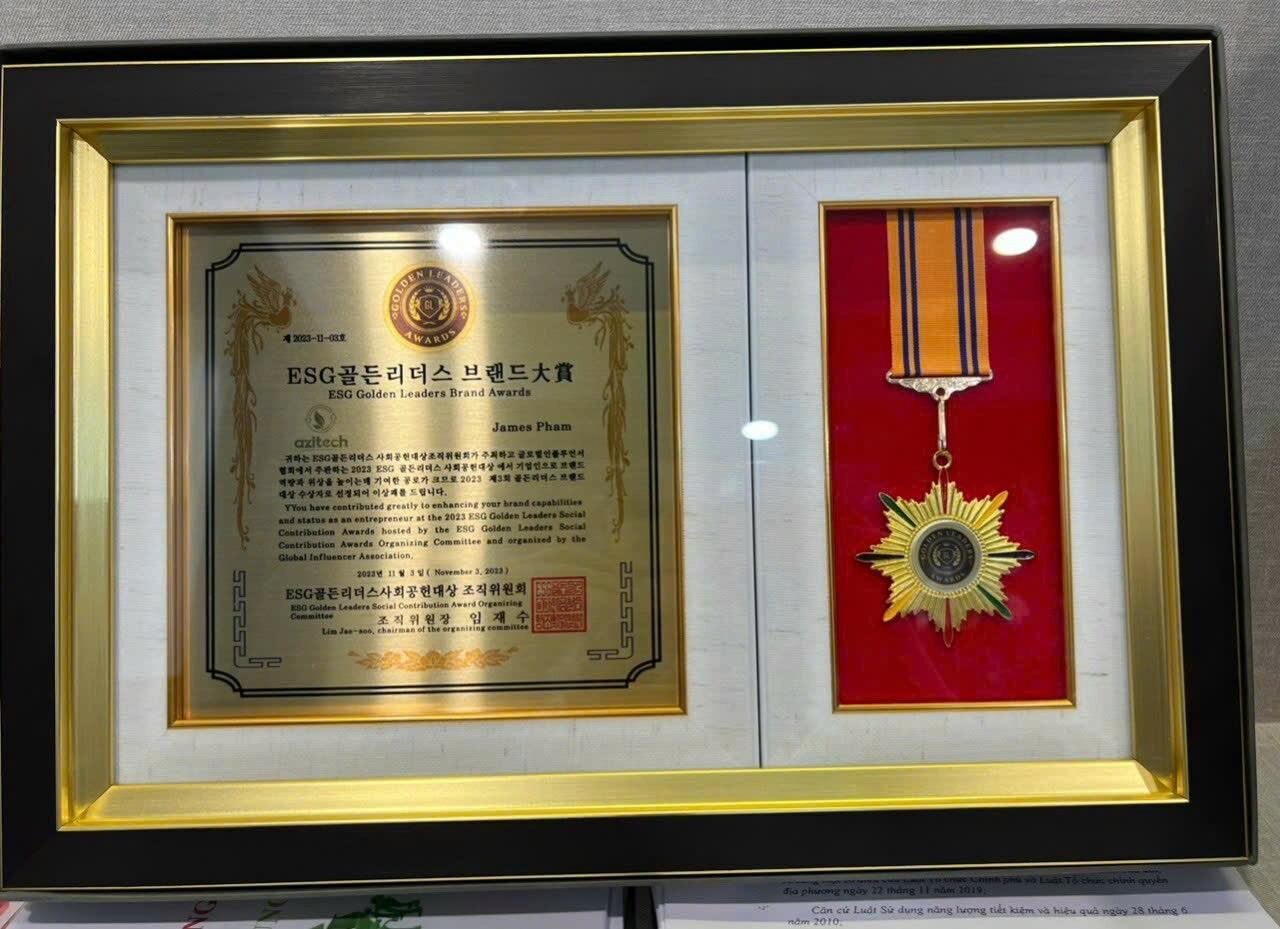 GOLDEN LEADERS
GL
AWARDS
제 2023-11-03호
ESG골든리더스 브랜드大賞
ESG Golden Leaders Brand Awards
azitech
James Pham
귀하는 ESG골든리더스 사회공헌대상조직위원회가 주최하고 글로벌인플루언서
협회에서 주관하는 2023 ESG 골든리더스 사회공헌대상 에서 기업인으로 브랜드
역량과 위상을 높이는데 기여한 공로가 크므로 2023 제3회 골든리더스 브랜드
대상 수상자로 선정되어 이상패를 드립니다.
YYou have contributed greatly to enhancing your brand capabilities
and status as an entrepreneur at the 2023 ESG Golden Leaders Social
Contribution Awards hosted by the ESG Golden Leaders Social
Contribution Awards Organizing Committee and organized by the
Global Influencer Association.
2023년 11 월 3 일 ( November 3, 2023 )
ESG골든리더스사회공헌대상 조직위원회
ESG Golden Leaders Social Contribution Award Organizing
Committee
조직위원장 임재수
Lim Jae-soo, chairman of the organizing committee
GOLDEN LEADERS
GL
AWARDS
Luật Tổ chức Chính phủ và Luật Tổ chức chính quyền
địa phương ngày 22 tháng 11 năm 2019;
Căn cứ Luật Sử dụng năng lượng tiết kiệm và hiệu quả ngày 28 tháng 6
năm 2010;